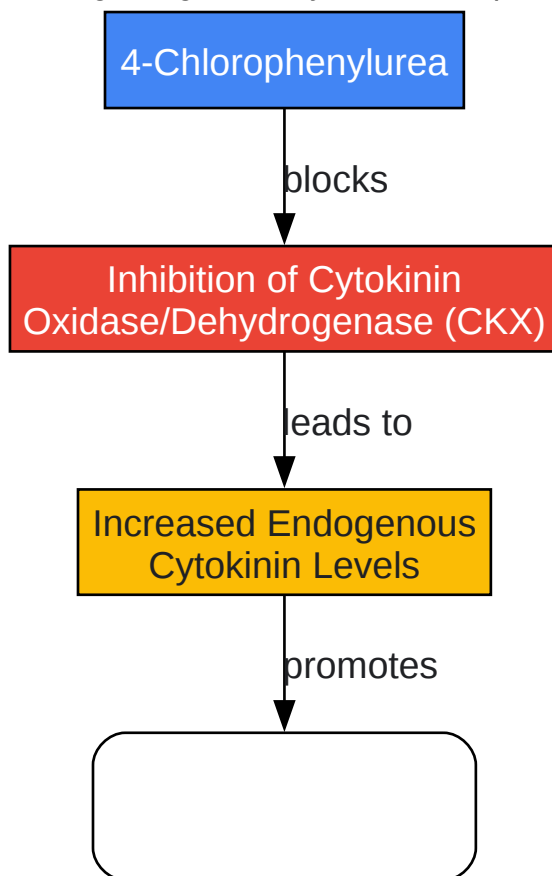 4-Chlorophenylurea
blocks
Inhibition of Cytokinin
Oxidase/Dehydrogenase (CKX)
leads to
Increased Endogenous
Cytokinin Levels
promotes